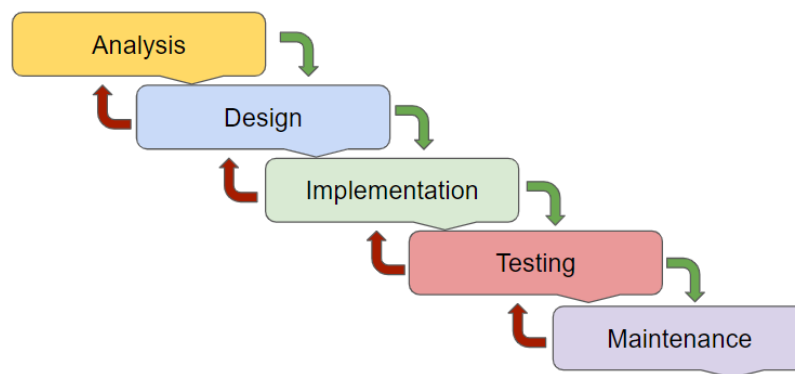 Analysis
Design
Implementation
Testing
Maintenance